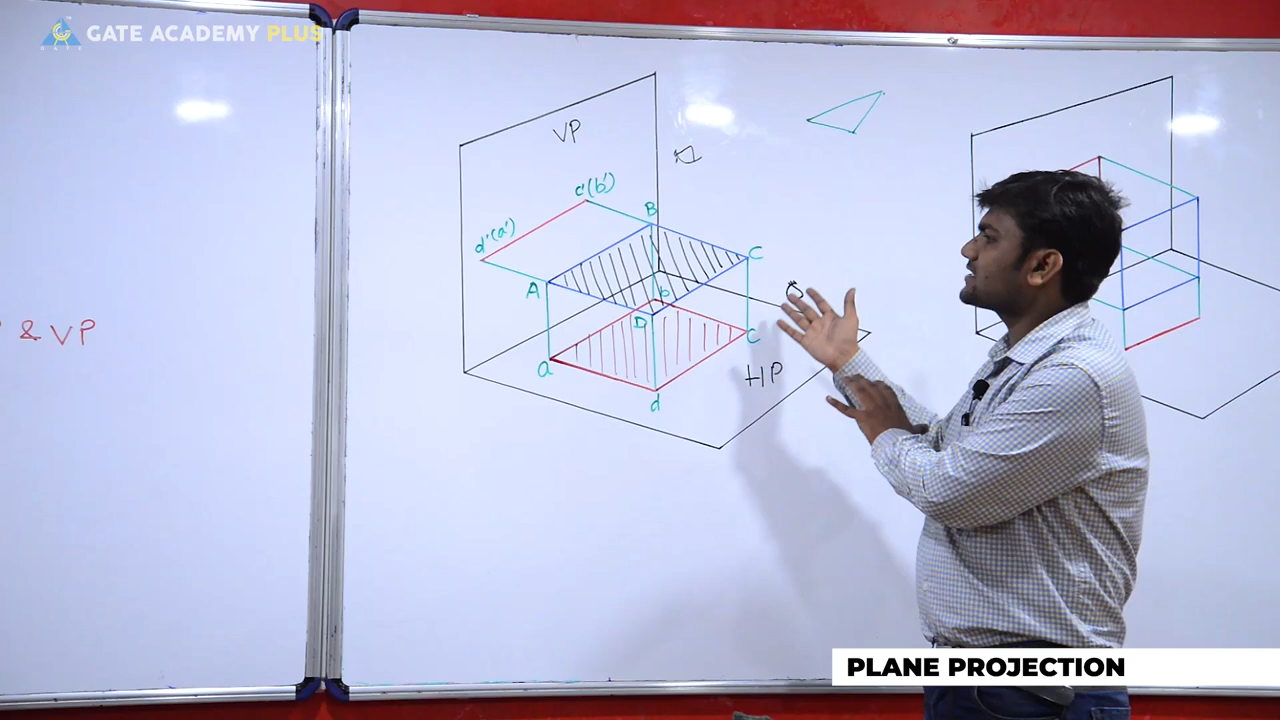 GATE ACADEMY PLUS
& VP
VP
c'(b')
d'(a')
B
C
A
b
D
a
c
HP
d
PLANE PROJECTION